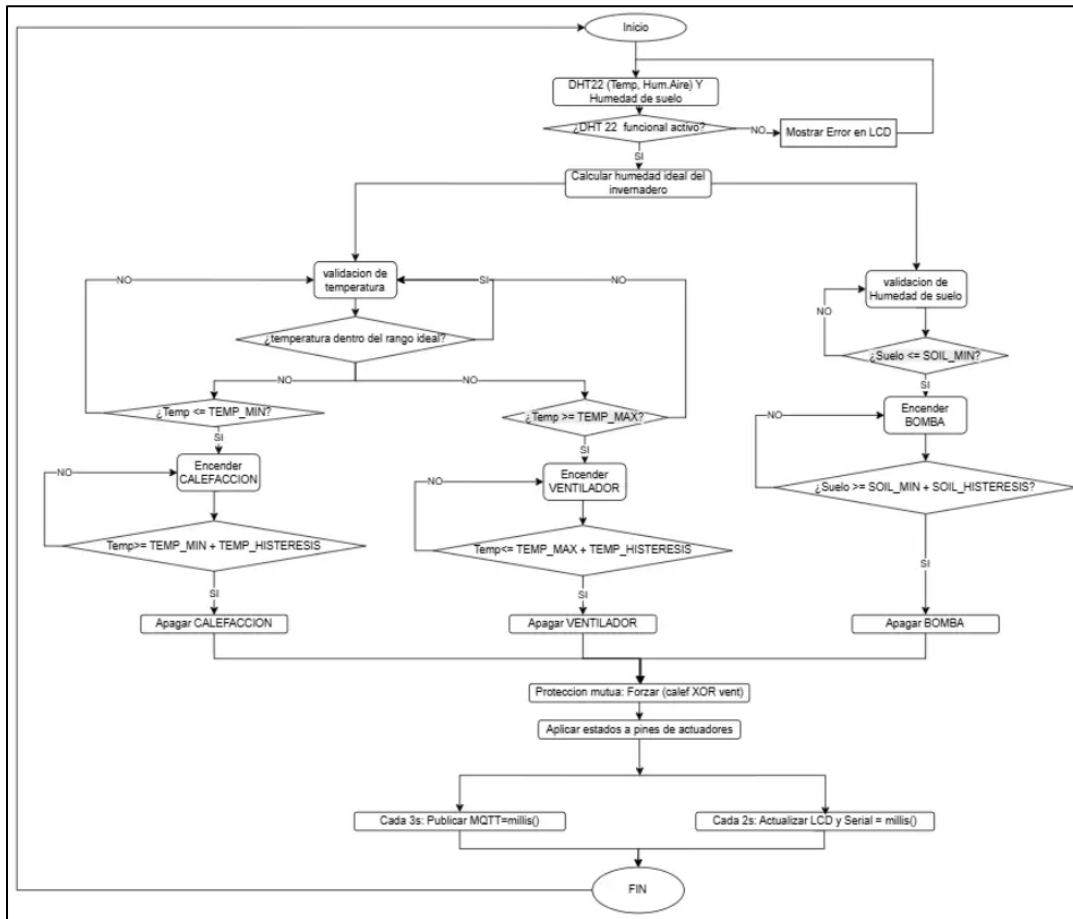 Inicio
DHT22 (Temp, Hum.Aire) Y
Humedad de suelo
¿DHT 22 funcional activo?
NO
Mostrar Error en LCD
SI
Calcular humedad ideal del
invernadero
NO
validacion de
temperatura
SI
NO
validacion de
Humedad de suelo
NO
¿temperatura dentro del rango ideal?
¿Suelo <= SOIL_MIN?
NO
NO
SI
¿Temp <= TEMP_MIN?
¿Temp >= TEMP_MAX?
NO
Encender
BOMBA
SI
SI
NO
Encender
CALEFACCION
NO
Encender
VENTILADOR
¿Suelo >= SOIL_MIN + SOIL_HISTERESIS?
Temp>= TEMP_MIN + TEMP_HISTERESIS
Temp<= TEMP_MAX + TEMP_HISTERESIS
SI
SI
SI
Apagar CALEFACCION
Apagar VENTILADOR
Apagar BOMBA
Proteccion mutua: Forzar (calef XOR vent)
Aplicar estados a pines de actuadores
Cada 3s: Publicar MQTT=millis()
Cada 2s: Actualizar LCD y Serial = millis()
FIN